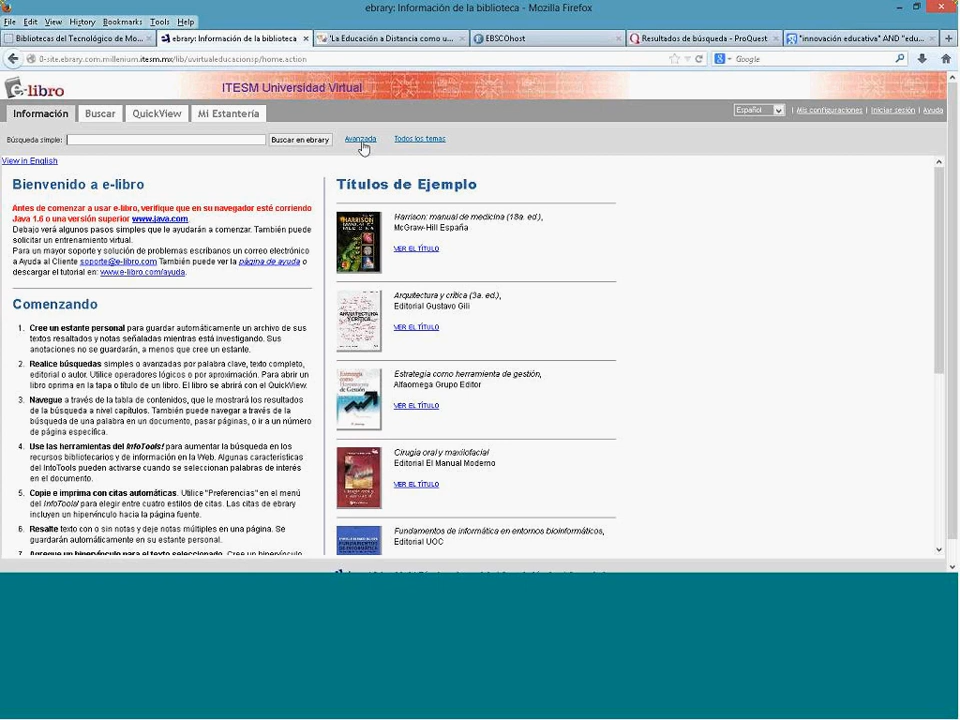 ebrary: Información de la biblioteca - Mozilla Firefox
File Edit View History Bookmarks Tools Help
Bibliotecas del Tecnológico de Mo...
ebrary: Información de la biblioteca
'La Educación a Distancia como u...
EBSCOhost
Resultados de búsqueda - ProQuest
"innovación educativa" AND "edu...
0-site.ebrary.com.millenium.itesm.mx/lib/uvirtualeducacionsp/home.action
Google
e-libro
ITESM Universidad Virtual
Información Buscar QuickView Mi Estantería
Español | Mis configuraciones | Iniciar sesión | Ayuda
Búsqueda simple: Buscar en ebrary Avanzada Todos los temas
View in English
Bienvenido a e-libro
Antes de comenzar a usar e-libro, verifique que en su navegador esté corriendo
Java 1.6 o una versión superior www.java.com.
Debajo verá algunos pasos simples que le ayudarán a comenzar. También puede
solicitar un entrenamiento virtual.
Para un mayor soporte y solución de problemas escríbanos un correo electrónico
a Ayuda al Cliente soporte@e-libro.com También puede ver la página de ayuda o
descargar el tutorial en: www.e-libro.com/ayuda.
Comenzando
1. Cree un estante personal para guardar automáticamente un archivo de sus
textos resaltados y notas señaladas mientras está investigando. Sus
anotaciones no se guardarán, a menos que cree un estante.
2. Realice búsquedas simples o avanzadas por palabra clave, texto completo,
editorial o autor. Utilice operadores lógicos o por aproximación. Para abrir un
libro oprima en la tapa o título de un libro. El libro se abrirá con el QuickView.
3. Navegue a través de la tabla de contenidos, que le mostrará los resultados
de la búsqueda a nivel capítulos. También puede navegar a través de la
búsqueda de una palabra en un documento, pasar páginas, o ir a un número
de página específica.
4. Use las herramientas del InfoTools! para aumentar la búsqueda en los
recursos bibliotecarios y de información en la Web. Algunas características
del InfoTools pueden activarse cuando se seleccionan palabras de interés
en el documento.
5. Copie e imprima con citas automáticas. Utilice "Preferencias" en el menú
del InfoTools! para elegir entre cuatro estilos de citas. Las citas de ebrary
incluyen un hipervínculo hacia la página fuente.
6. Resalte texto con o sin notas y deje notas múltiples en una página. Se
guardarán automáticamente en su estante personal.
7. Agregue un hipervínculo para el texto seleccionado. Cree un hipervínculo
Títulos de Ejemplo
Harrison: manual de medicina (18a. ed.),
McGraw-Hill España
VER EL TÍTULO
Arquitectura y crítica (3a. ed.),
Editorial Gustavo Gili
VER EL TÍTULO
Estrategia como herramienta de gestión,
Alfaomega Grupo Editor
VER EL TÍTULO
Cirugía oral y maxilofacial
Editorial El Manual Moderno
VER EL TÍTULO
Fundamentos de informática en entornos bioinformáticos,
Editorial UOC